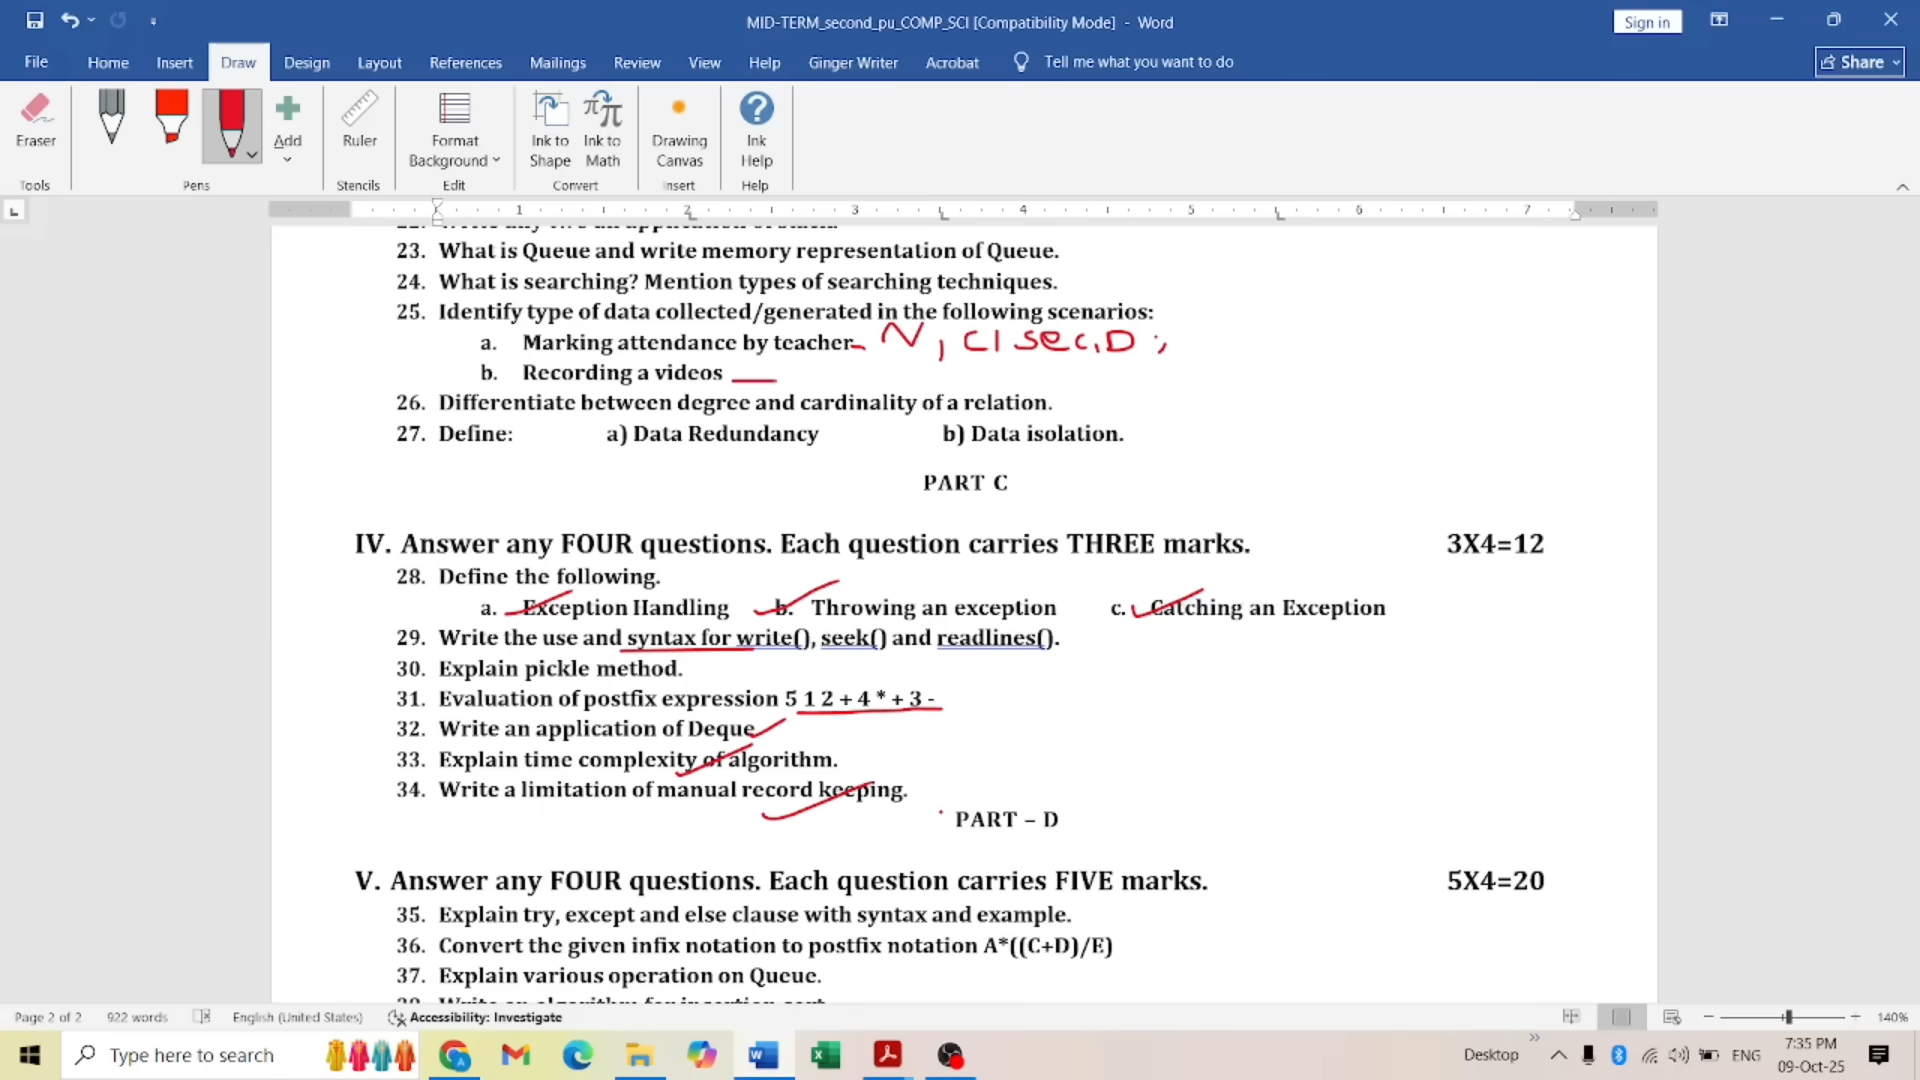 MID-TERM_second_pu_COMP_SCI [Compatibility Mode] - Word
Sign in
File Home Insert Draw Design Layout References Mailings Review View Help Ginger Writer Acrobat Tell me what you want to do Share
Eraser Add Ruler Format Background Ink to Shape Ink to Math Drawing Canvas Ink Help
Tools Pens Stencils Edit Convert Insert Help
1 2 3 4 5 6 7
23. What is Queue and write memory representation of Queue.
24. What is searching? Mention types of searching techniques.
25. Identify type of data collected/generated in the following scenarios:
a. Marking attendance by teacher N, Cl sec, D ;
b. Recording a videos
26. Differentiate between degree and cardinality of a relation.
27. Define: a) Data Redundancy b) Data isolation.
PART C
IV. Answer any FOUR questions. Each question carries THREE marks. 3X4=12
28. Define the following.
a. Exception Handling b. Throwing an exception c. Catching an Exception
29. Write the use and syntax for write(), seek() and readlines().
30. Explain pickle method.
31. Evaluation of postfix expression 5 1 2 + 4 * + 3 -
32. Write an application of Deque
33. Explain time complexity of algorithm.
34. Write a limitation of manual record keeping.
PART – D
V. Answer any FOUR questions. Each question carries FIVE marks. 5X4=20
35. Explain try, except and else clause with syntax and example.
36. Convert the given infix notation to postfix notation A*((C+D)/E)
37. Explain various operation on Queue.
Page 2 of 2 922 words English (United States) Accessibility: Investigate 140%
Type here to search Desktop ENG 7:35 PM
09-Oct-25